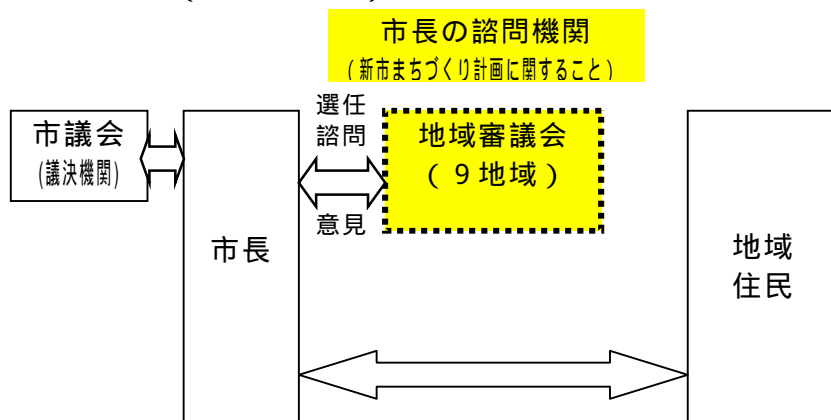 市長の諮問機関
(新市まちづくり計画に関すること)
市議会
(議決機関)
選任
諮問
意見
地域審議会
(9地域)
市長
地域
住民